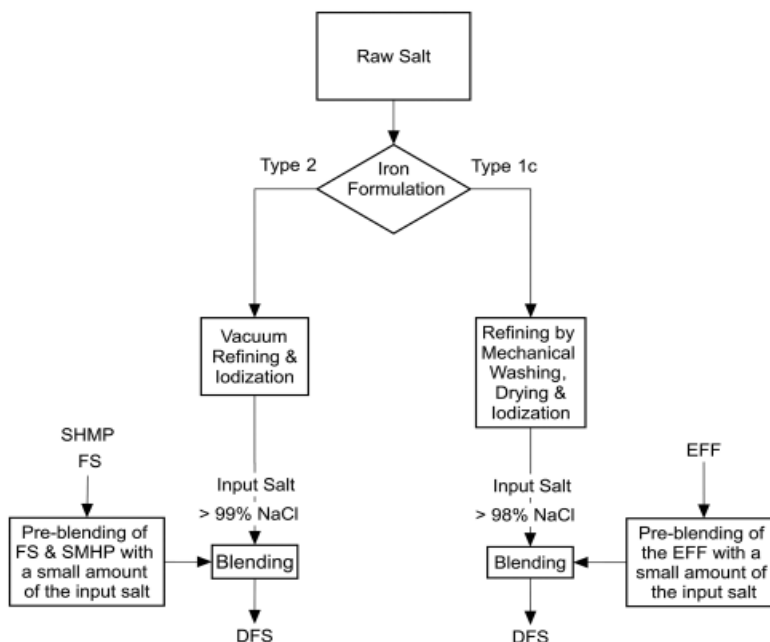 Raw Salt
Type 2
Iron
Formulation
Type 1c
Vacuum
Refining &
Iodization
Refining by
Mechanical
Washing,
Drying &
Iodization
SHMP
FS
Input Salt
> 99% NaCl
Input Salt
> 98% NaCl
EFF
Pre-blending of
FS & SMHP with
a small amount
of the input salt
Blending
Blending
Pre-blending of
the EFF with a
small amount of
the input salt
DFS
DFS